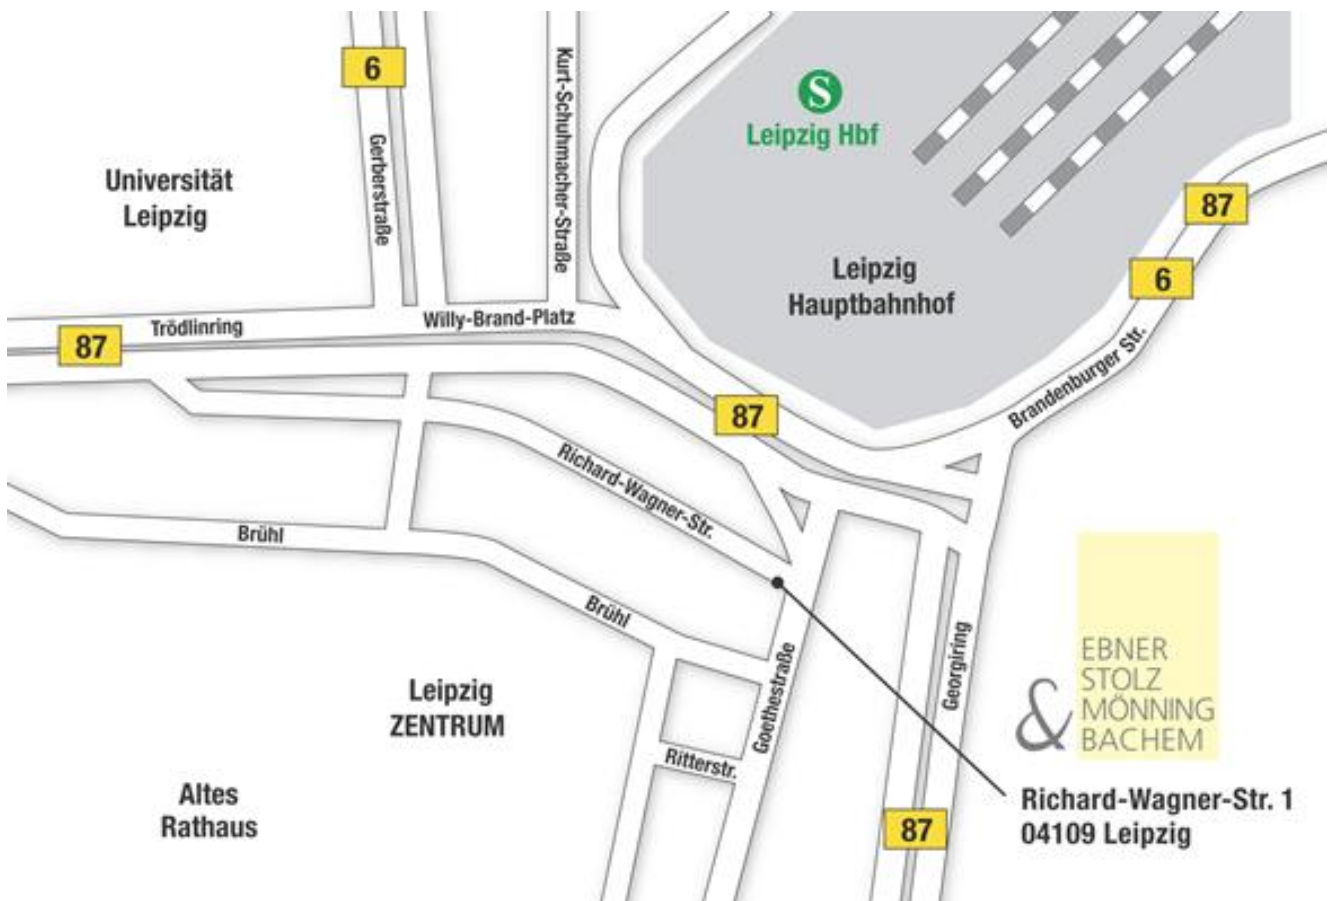 6
Kurt-Schuhmacher-Straße
S
Leipzig Hbf
Gerberstraße
Universität
Leipzig
87
Leipzig
Hauptbahnhof
6
Trödlinring
Willy-Brand-Platz
87
Brandenburger Str.
87
Richard-Wagner-Str.
Brühl
Brühl
Georgiring
Goethestraße
EBNER
STOLZ
& MÖNNING
BACHEM
Leipzig
ZENTRUM
Ritterstr.
Altes
Rathaus
87
Richard-Wagner-Str. 1
04109 Leipzig